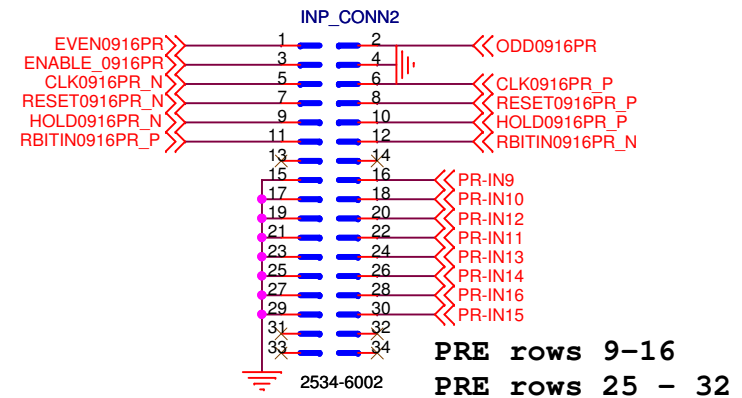 INP_CONN2
EVEN0916PR 1 2 ODD0916PR
ENABLE_0916PR 3 4
CLK0916PR_N 5 6 CLK0916PR_P
RESET0916PR_N 7 8 RESET0916PR_P
HOLD0916PR_N 9 10 HOLD0916PR_P
RBITIN0916PR_P 11 12 RBITIN0916PR_N
13 14
15 16 PR-IN9
17 18 PR-IN10
19 20 PR-IN12
21 22 PR-IN11
23 24 PR-IN13
25 26 PR-IN14
27 28 PR-IN16
29 30 PR-IN15
31 32
33 34
2534-6002
PRE rows 9-16
PRE rows 25 - 32